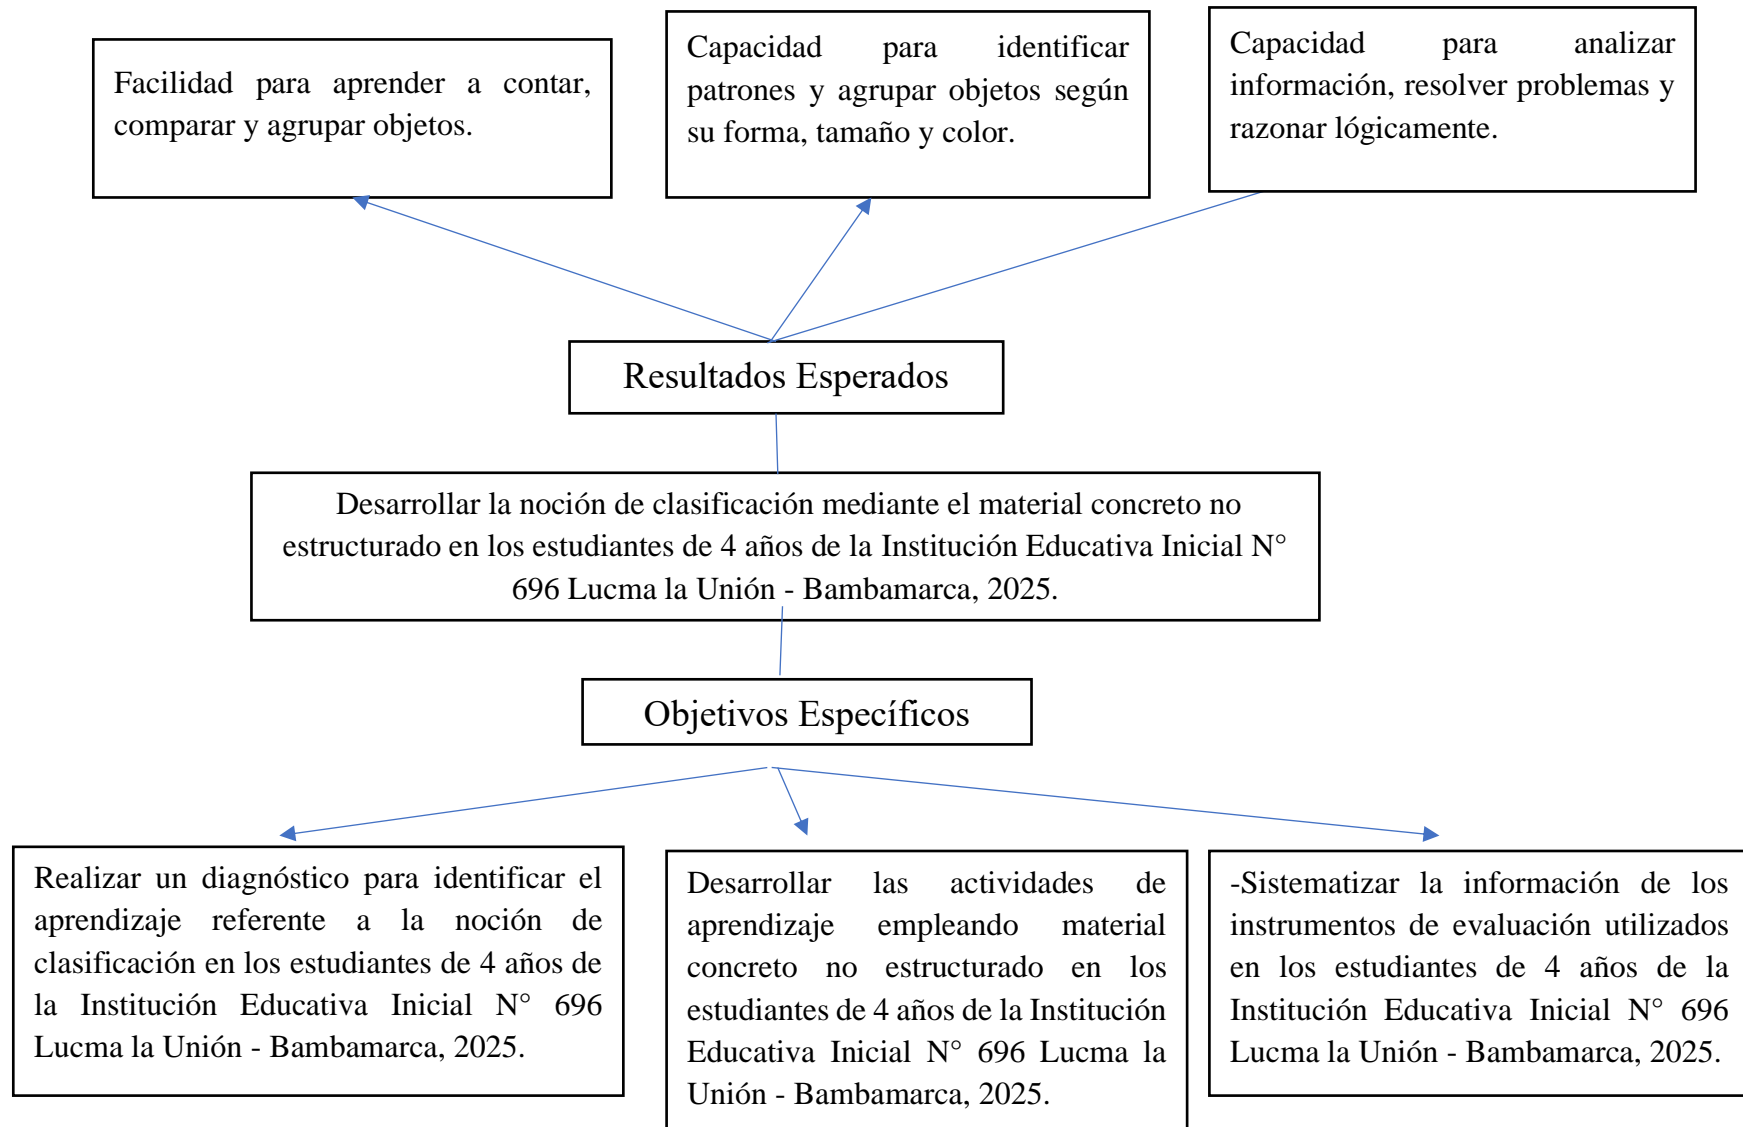 Facilidad para aprender a contar,
comparar y agrupar objetos.
Capacidad para identificar
patrones y agrupar objetos según
su forma, tamaño y color.
Capacidad para analizar
información, resolver problemas y
razonar lógicamente.
Resultados Esperados
Desarrollar la noción de clasificación mediante el material concreto no
estructurado en los estudiantes de 4 años de la Institución Educativa Inicial N°
696 Lucma la Unión - Bambamarca, 2025.
Objetivos Específicos
Realizar un diagnóstico para identificar el
aprendizaje referente a la noción de
clasificación en los estudiantes de 4 años de
la Institución Educativa Inicial N° 696
Lucma la Unión - Bambamarca, 2025.
Desarrollar las actividades de
aprendizaje empleando material
concreto no estructurado en los
estudiantes de 4 años de la Institución
Educativa Inicial N° 696 Lucma la
Unión - Bambamarca, 2025.
-Sistematizar la información de los
instrumentos de evaluación utilizados
en los estudiantes de 4 años de la
Institución Educativa Inicial N° 696
Lucma la Unión - Bambamarca, 2025.